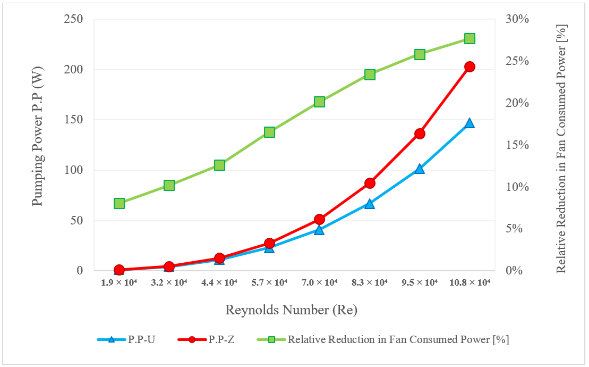 250
200
150
100
50
0
Pumping Power P.P (W)
30%
25%
20%
15%
10%
5%
0%
Relative Reduction in Fan Consumed Power [%]
1.9 × 10⁴ 3.2 × 10⁴ 4.4 × 10⁴ 5.7 × 10⁴ 7.0 × 10⁴ 8.3 × 10⁴ 9.5 × 10⁴ 10.8 × 10⁴
Reynolds Number (Re)
P.P-U P.P-Z Relative Reduction in Fan Consumed Power [%]